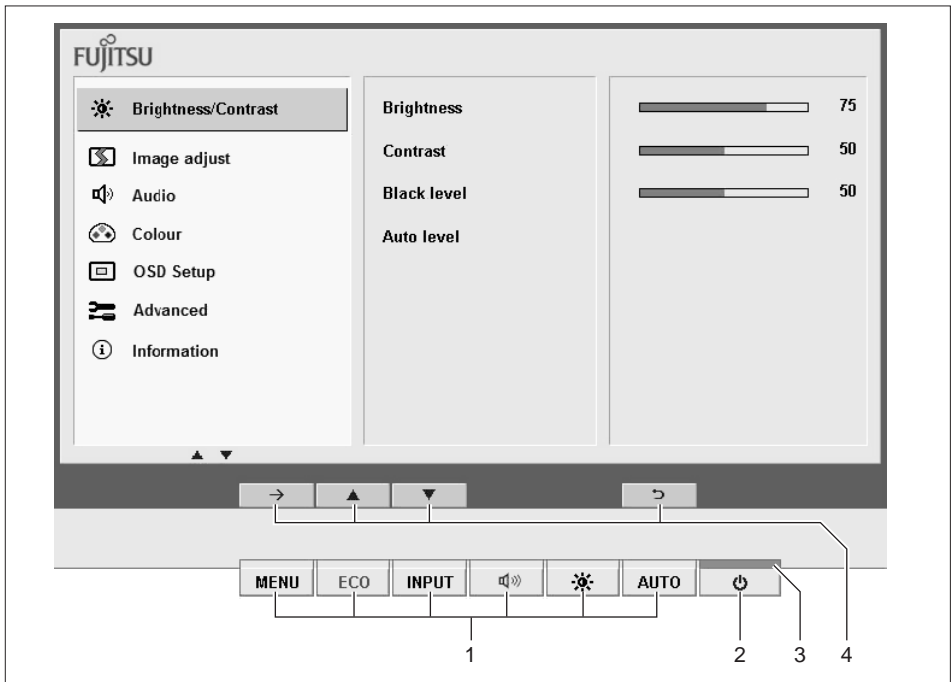 FUJITSU
Brightness/Contrast
Image adjust
Audio
Colour
OSD Setup
Advanced
Information
Brightness 75
Contrast 50
Black level 50
Auto level
MENU ECO INPUT AUTO
1 2 3 4